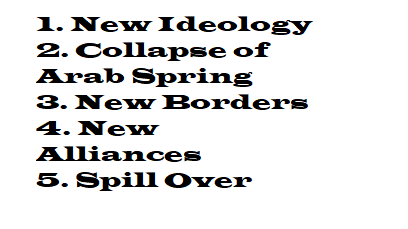 1. New Ideology
2. Collapse of
Arab Spring
3. New Borders
4. New
Alliances
5. Spill Over